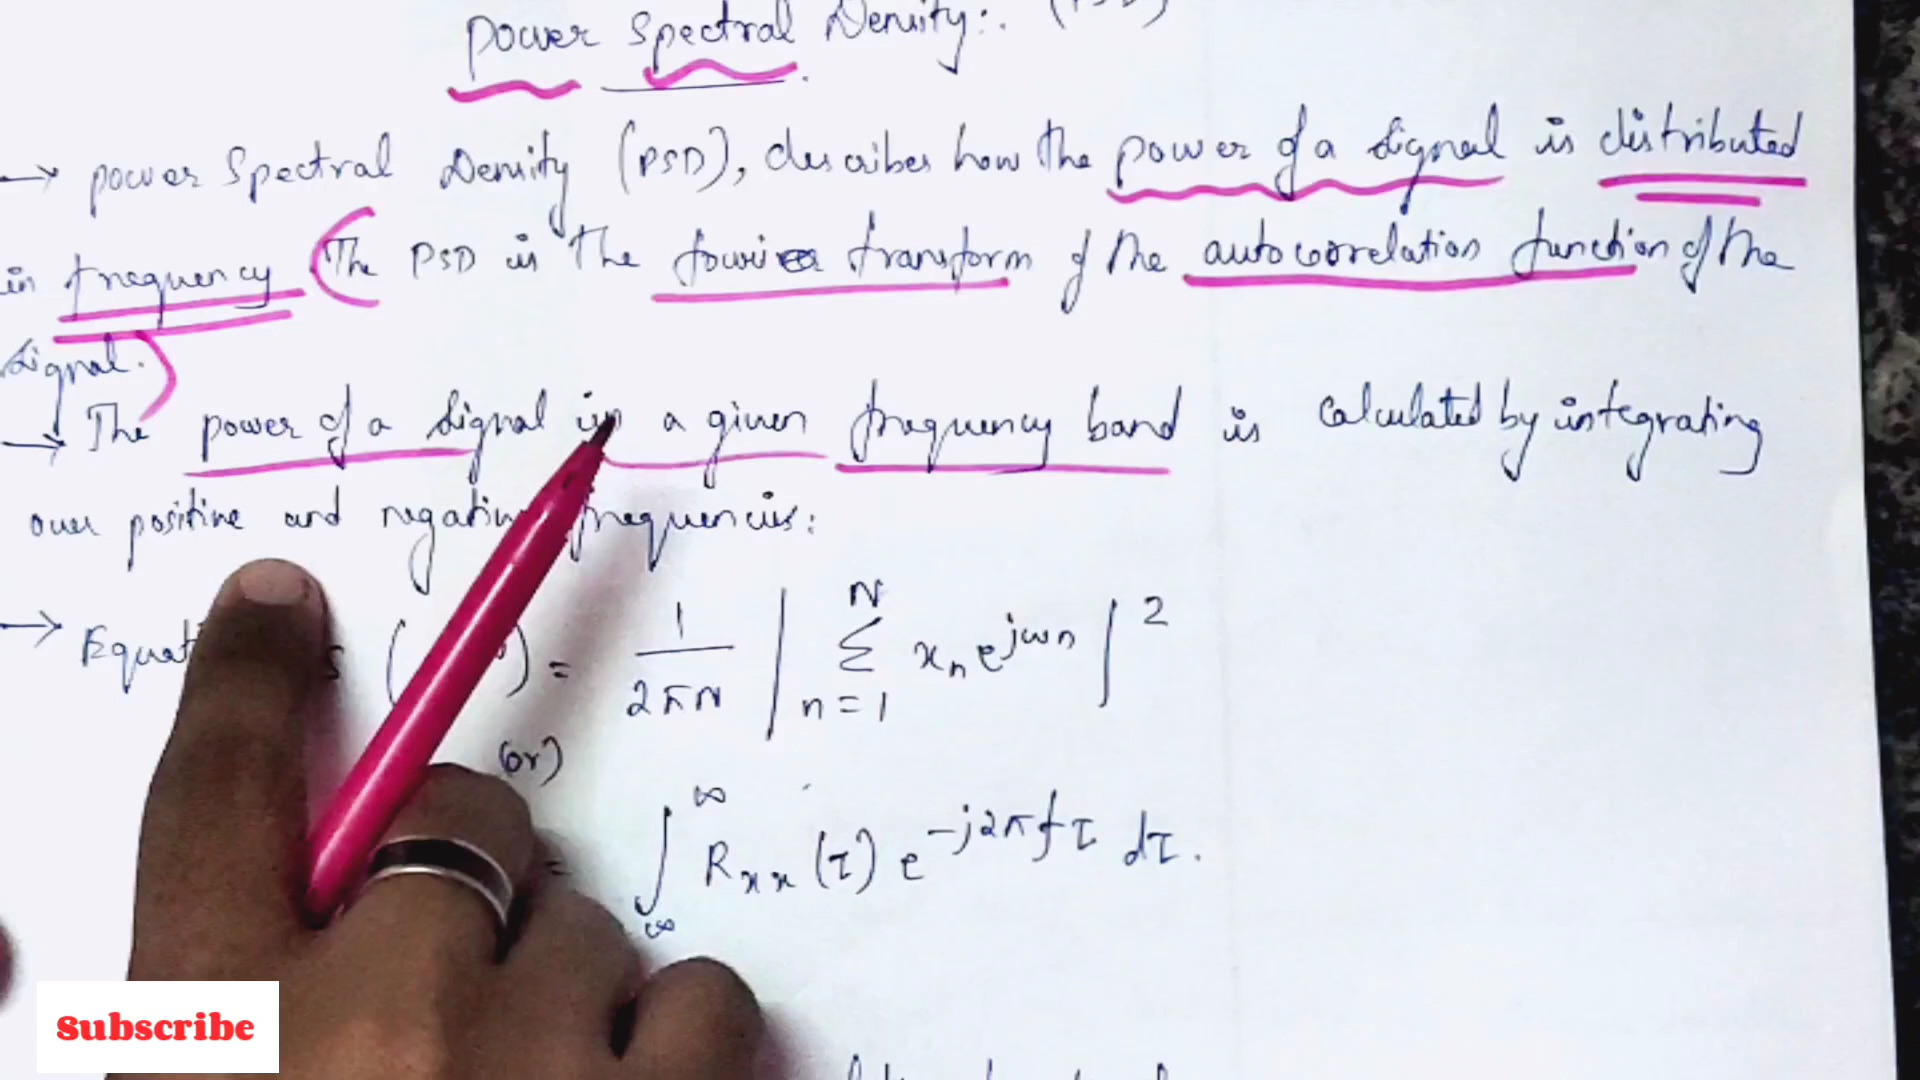 Power Spectral Density:. (PSD)
→ power Spectral Density (PSD), describes how the power of a signal is distributed
in frequency (The PSD is the fourier transform of the autocorrelation function of the
signal.)
→ The power of a signal in a given frequency band is calculated by integrating
over positive and negative frequencies:
→ ( ) = 1/2πN | Σ_{n=1}^{N} xₙ e^{jωn} |²
(or)
= ∫_{∞}^{∞} Rₓₓ(τ) e^{-j2πfτ} dτ.
Subscribe